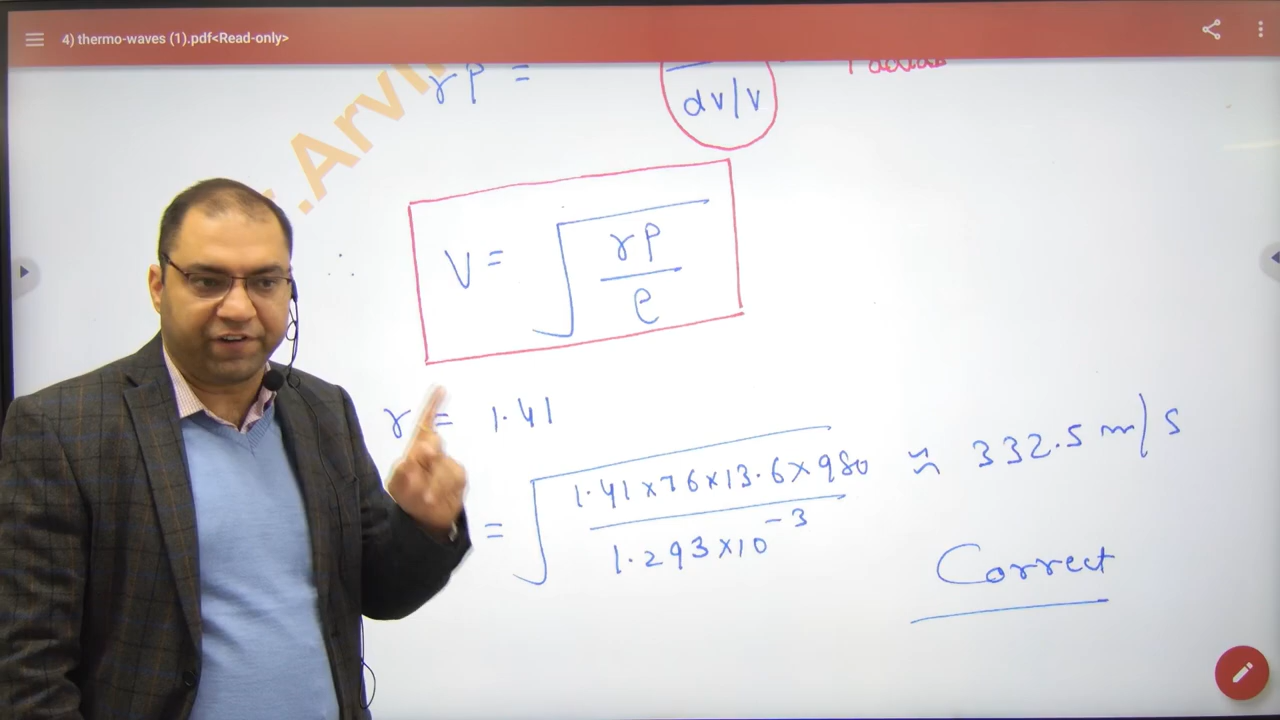 4) thermo-waves (1).pdf<Read-only>
.Arvin
γP =
dV/V
V = √(γP/ρ)
γ = 1.41
= √(1.41×76×13.6×980 / 1.293×10⁻³) ≈ 332.5 m/s
Correct